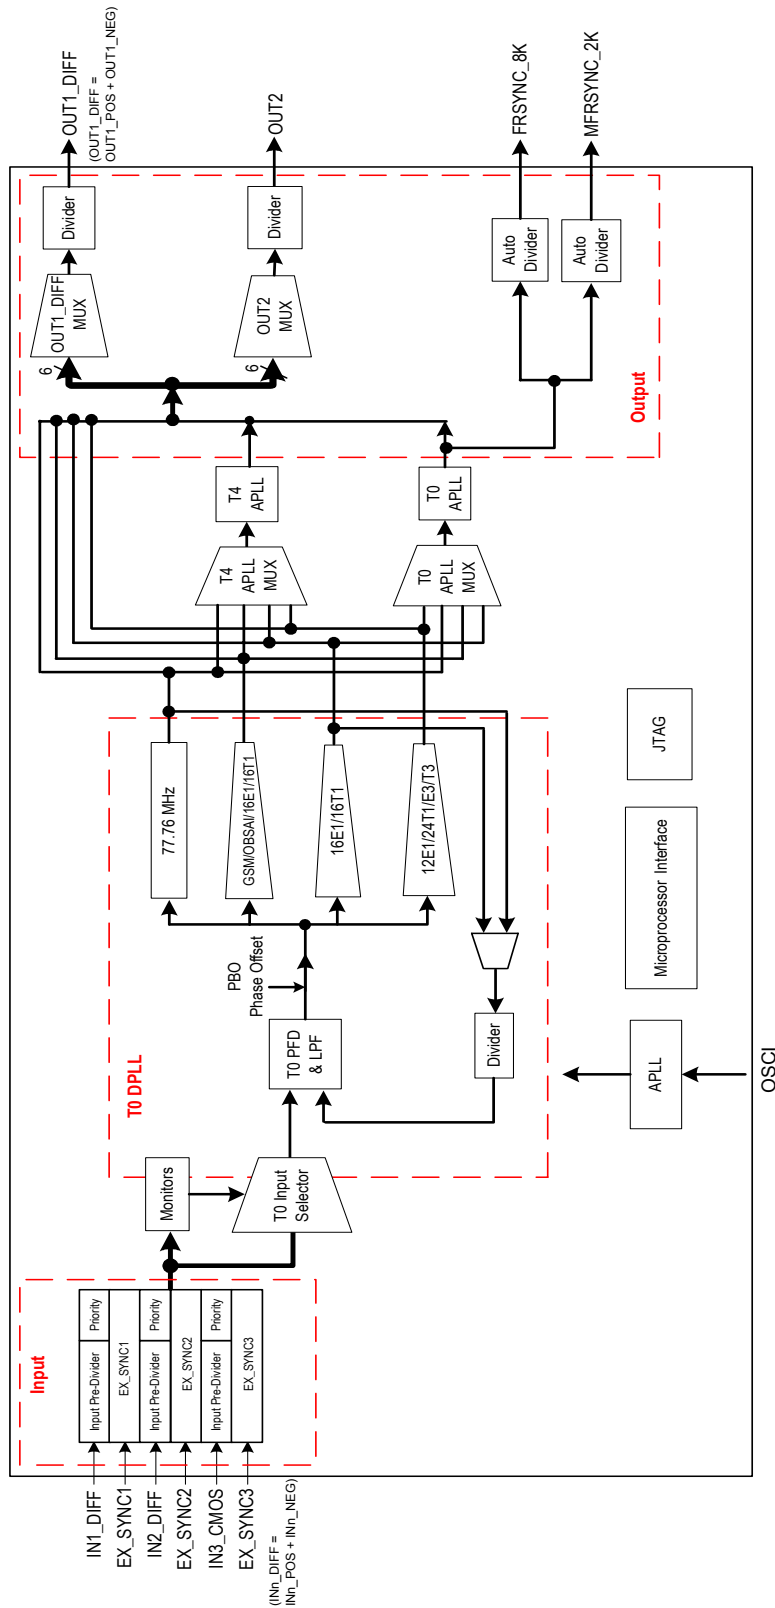 IN1_DIFF
EX_SYNC1
IN2_DIFF
EX_SYNC2
IN3_CMOS
EX_SYNC3
(INn_DIFF =
INn_POS + INn_NEG)
Input
Input Pre-Divider
Priority
EX_SYNC1
Input Pre-Divider
Priority
EX_SYNC2
Input Pre-Divider
Priority
EX_SYNC3
Monitors
T0 Input
Selector
T0 DPLL
T0 PFD
& LPF
PBO
Phase Offset
77.76 MHz
GSM/OBSAI/16E1/16T1
16E1/16T1
12E1/24T1/E3/T3
Divider
T4
APLL
MUX
T4
APLL
T0
APLL
MUX
T0
APLL
Output
6
OUT1_DIFF
MUX
Divider
OUT1_DIFF
(OUT1_DIFF =
OUT1_POS + OUT1_NEG)
6
OUT2
MUX
Divider
OUT2
Auto
Divider
FRSYNC_8K
Auto
Divider
MFRSYNC_2K
APLL
OSCI
Microprocessor Interface
JTAG